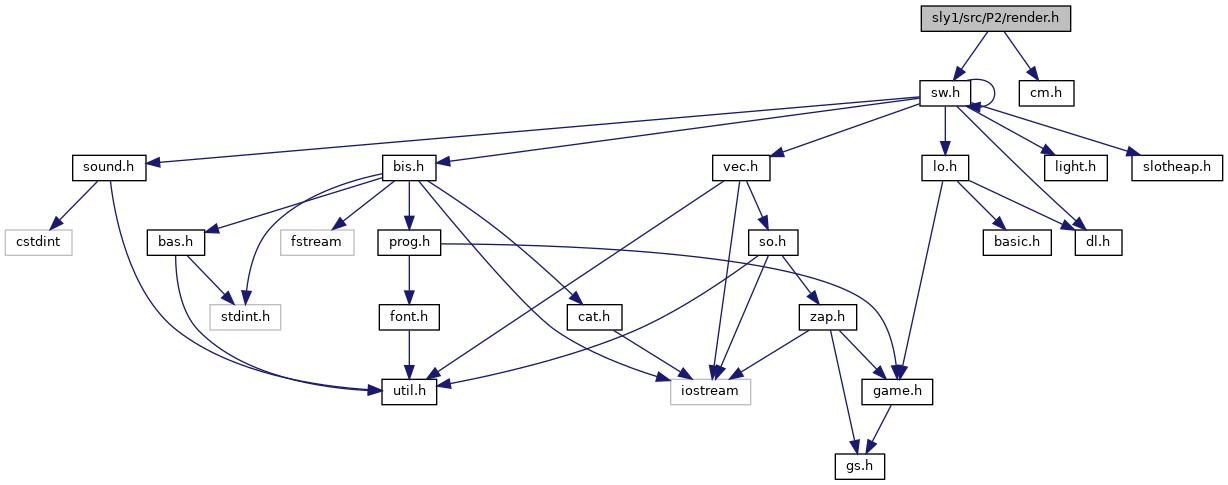 sly1/src/P2/render.h
sw.h
cm.h
sound.h
bis.h
vec.h
lo.h
light.h
slotheap.h
cstdint
bas.h
fstream
prog.h
so.h
basic.h
dl.h
stdint.h
font.h
cat.h
zap.h
util.h
iostream
game.h
gs.h